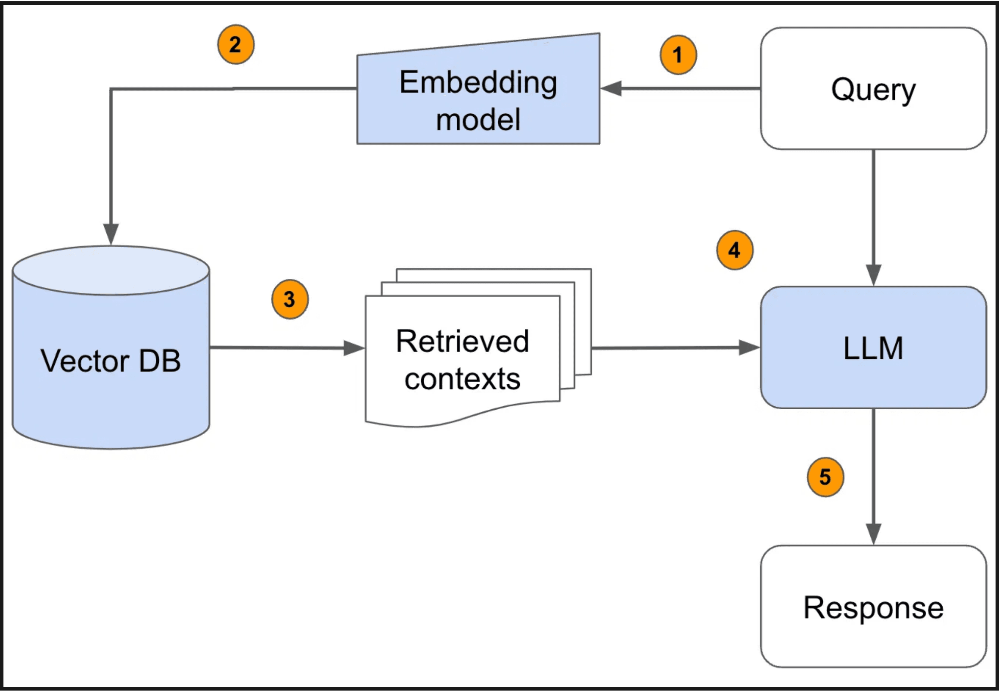 2
Embedding
model
1
Query
Vector DB
3
Retrieved
contexts
4
LLM
5
Response